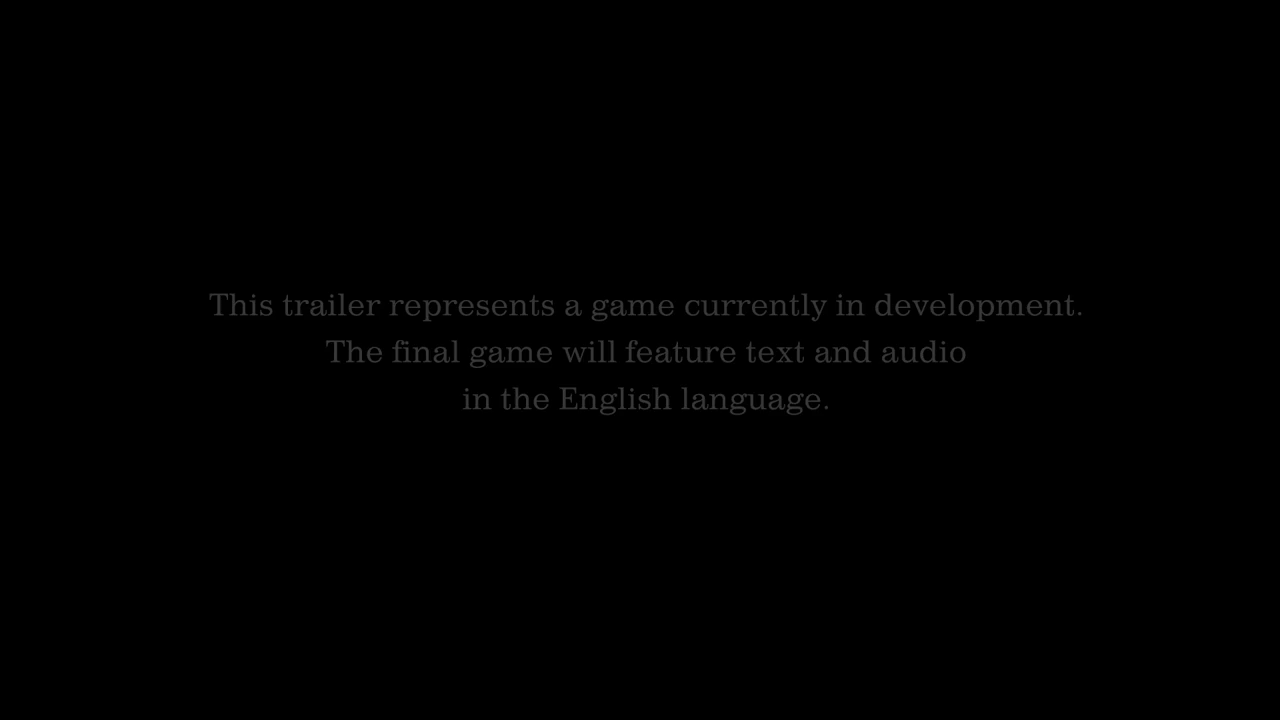 This trailer represents a game currently in development.
The final game will feature text and audio
in the English language.